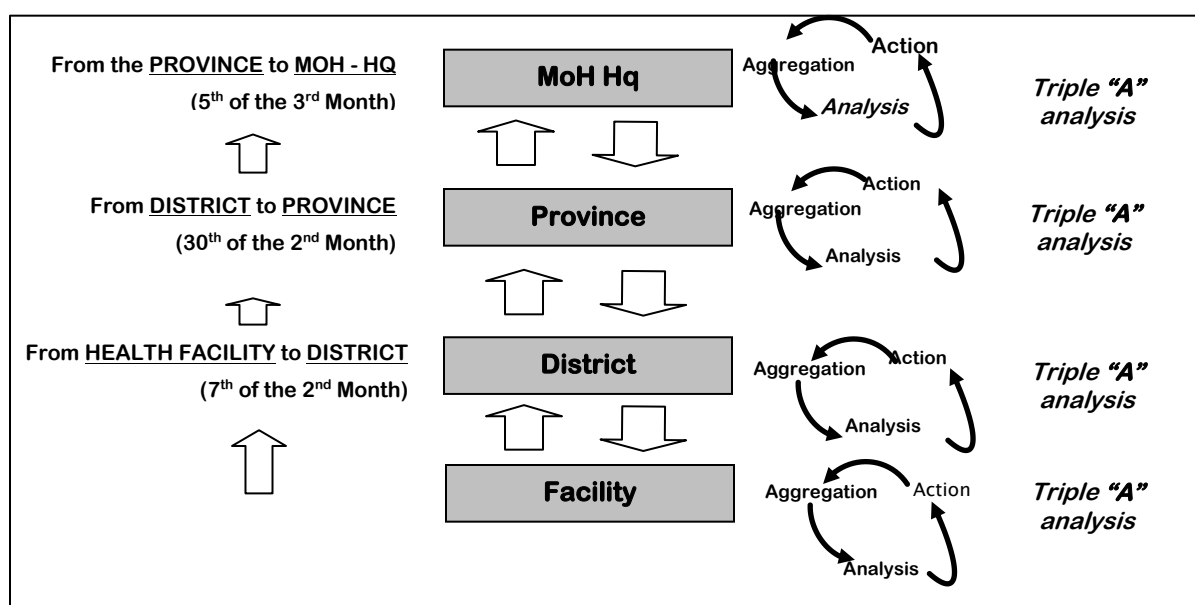 From the PROVINCE to MOH - HQ
(5th of the 3rd Month)
MoH Hq
Action
Aggregation
Analysis
Triple “A”
analysis
From DISTRICT to PROVINCE
(30th of the 2nd Month)
Province
Action
Aggregation
Analysis
Triple “A”
analysis
From HEALTH FACILITY to DISTRICT
(7th of the 2nd Month)
District
Action
Aggregation
Analysis
Triple “A”
analysis
Facility
Aggregation
Action
Analysis
Triple “A”
analysis